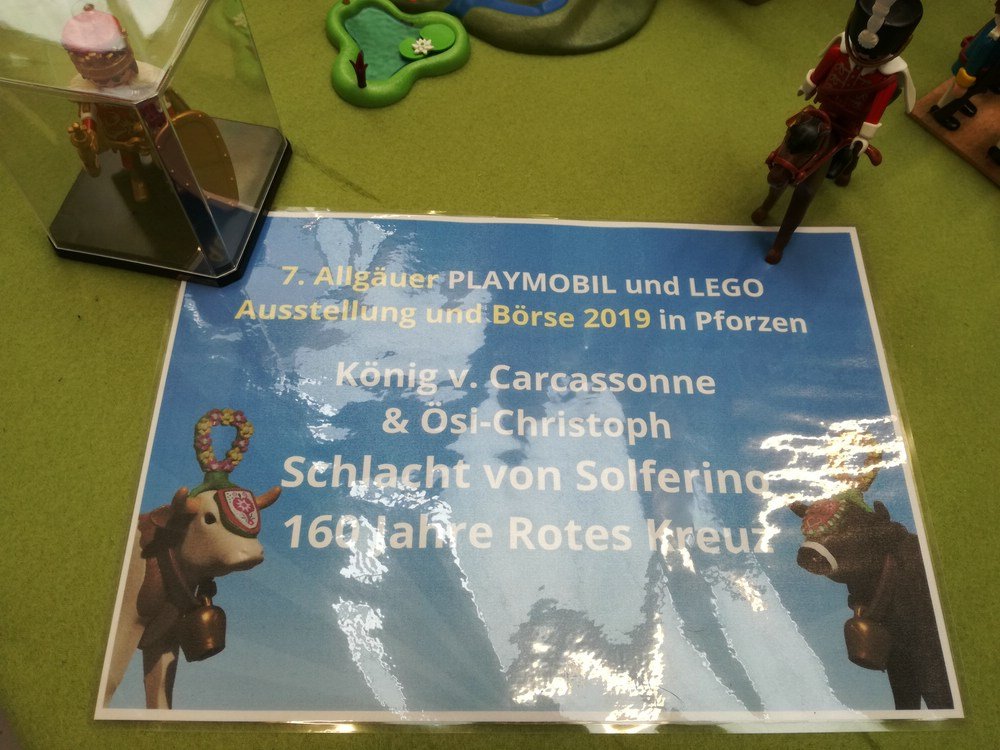 7. Allgäuer PLAYMOBIL und LEGO
Ausstellung und Börse 2019 in Pforzen
König v. Carcassonne
& Ösi-Christoph
Schlacht von Solferino
160 Jahre Rotes Kreuz